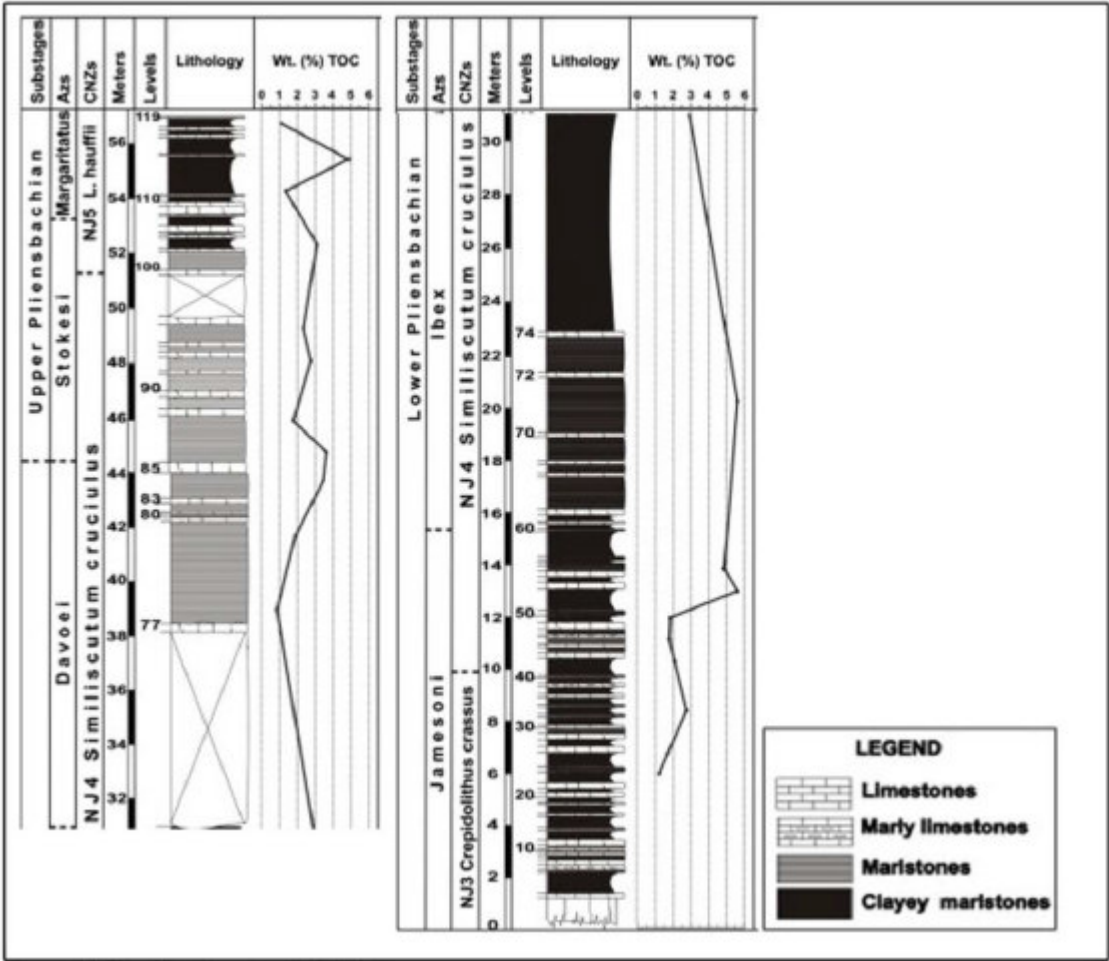 Substages
Azs
CNZs
Meters
Levels
Lithology
Wt. (%) TOC
0 1 2 3 4 5 6
Upper Pliensbachian
Margaritatus
Stokesi
Davoei
NJ5 L. hauffii
NJ4 Similiscutum cruciulus
56
54
52
50
48
46
44
42
40
38
36
34
32
119
110
100
90
85
83
80
77
Substages
Azs
CNZs
Meters
Levels
Lithology
Wt. (%) TOC
0 1 2 3 4 5 6
Lower Pliensbachian
Ibex
Jamesoni
NJ4 Similiscutum cruciulus
NJ3 Crepidolithus crassus
30
28
26
24
22
20
18
16
14
12
10
8
6
4
2
0
74
72
70
60
50
40
30
20
10
LEGEND
Limestones
Marly limestones
Marlstones
Clayey marlstones